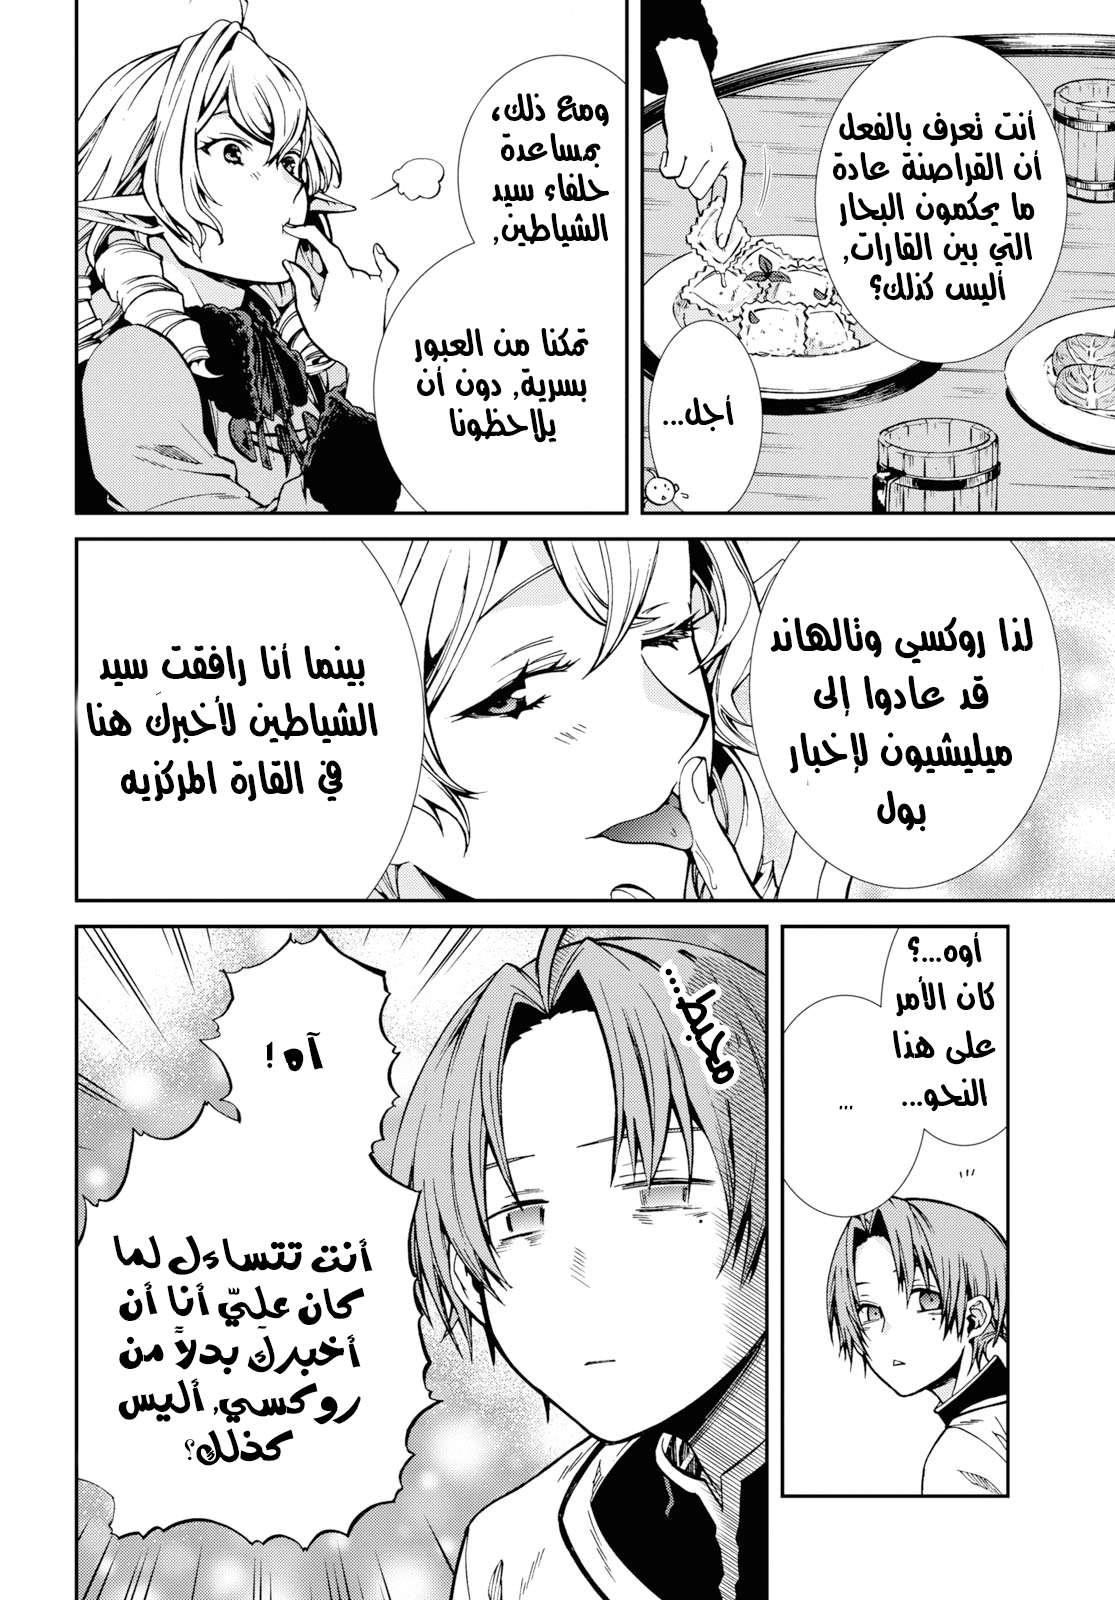 أنت تعرف بالفعل
أن القراصنة عادة
ما يحكمون البحار
التي بين القارات,
أليس كذلك؟
أجل...
ومع ذلك،
بمساعدة
حلفاء سيد
الشياطين,
تمكنا من العبور
بسرية, دون أن
يلاحظونا
لذا روكسي وتالهاند
قد عادوا إلى
ميليشيون لإخبار
بول
بينما أنا رافقت سيد
الشياطين لأخبركَ هنا
في القارة المركزيه
أوه...؟
كان الأمر
على هذا
النحو...
...
محبط....
آه!
أنت تتساءل لما
كان عليّ أنا أن
أخبركَ بدلاً من
روكسي, أليس
كذلك؟